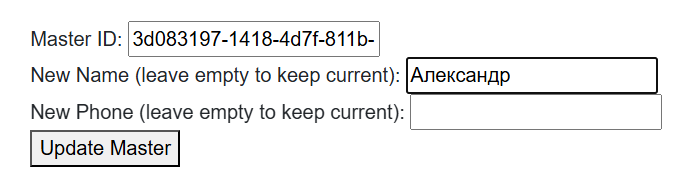 Master ID: 3d083197-1418-4d7f-811b-
New Name (leave empty to keep current): Александр
New Phone (leave empty to keep current):
Update Master